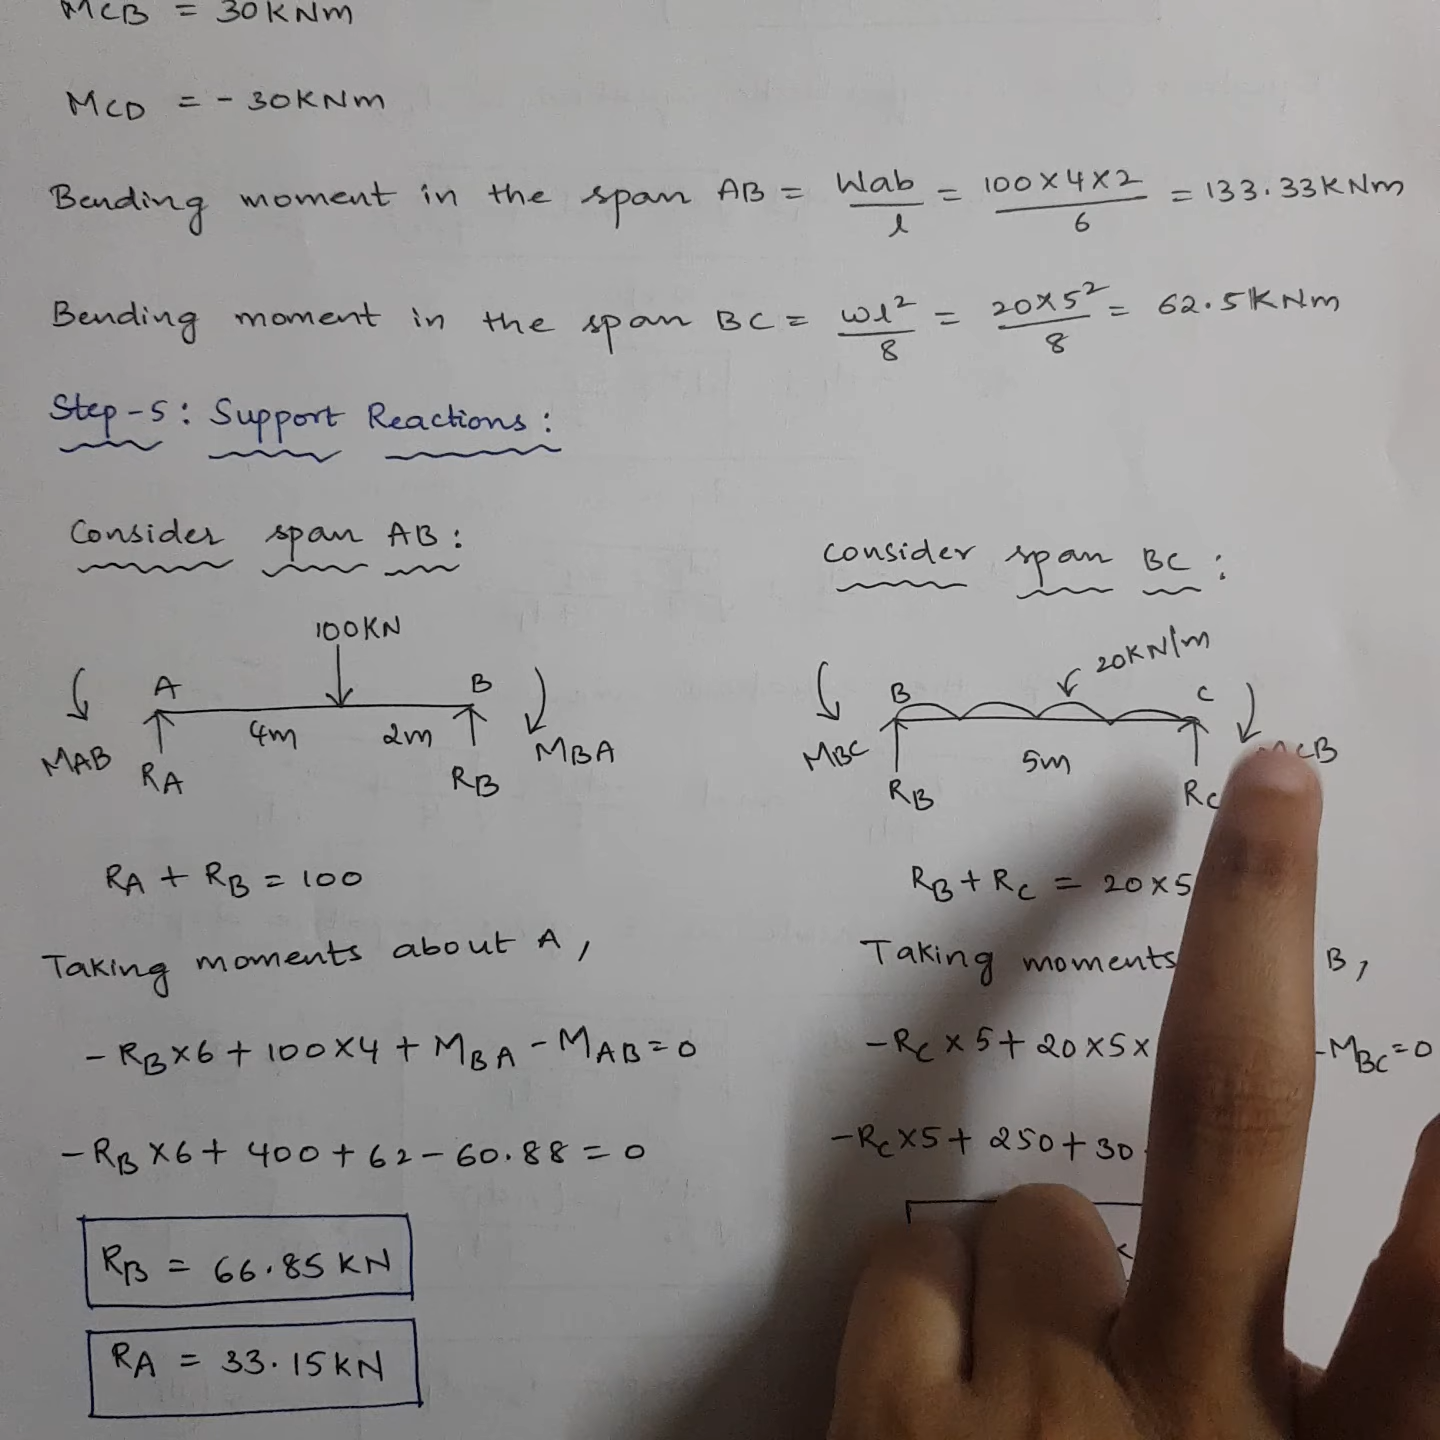 MCB = 30KNm
MCD = - 30KNm
Bending moment in the span AB = Wab/l = 100×4×2/6 = 133.33KNm
Bending moment in the span BC = wl²/8 = 20×5²/8 = 62.5KNm
Step-5: Support Reactions:
Consider span AB:
100KN
A B
4m 2m
MAB MBA
RA RB
RA + RB = 100
Taking moments about A,
-RB×6 + 100×4 + MBA - MAB = 0
-RB×6 + 400 + 62 - 60.88 = 0
RB = 66.85KN
RA = 33.15KN
Consider span BC:
20KN/m
B C
MBC 5m CB
RB RC
RB + RC = 20×5
Taking moments B,
-RC×5 + 20×5× -MBC=0
-RC×5 + 250 + 30